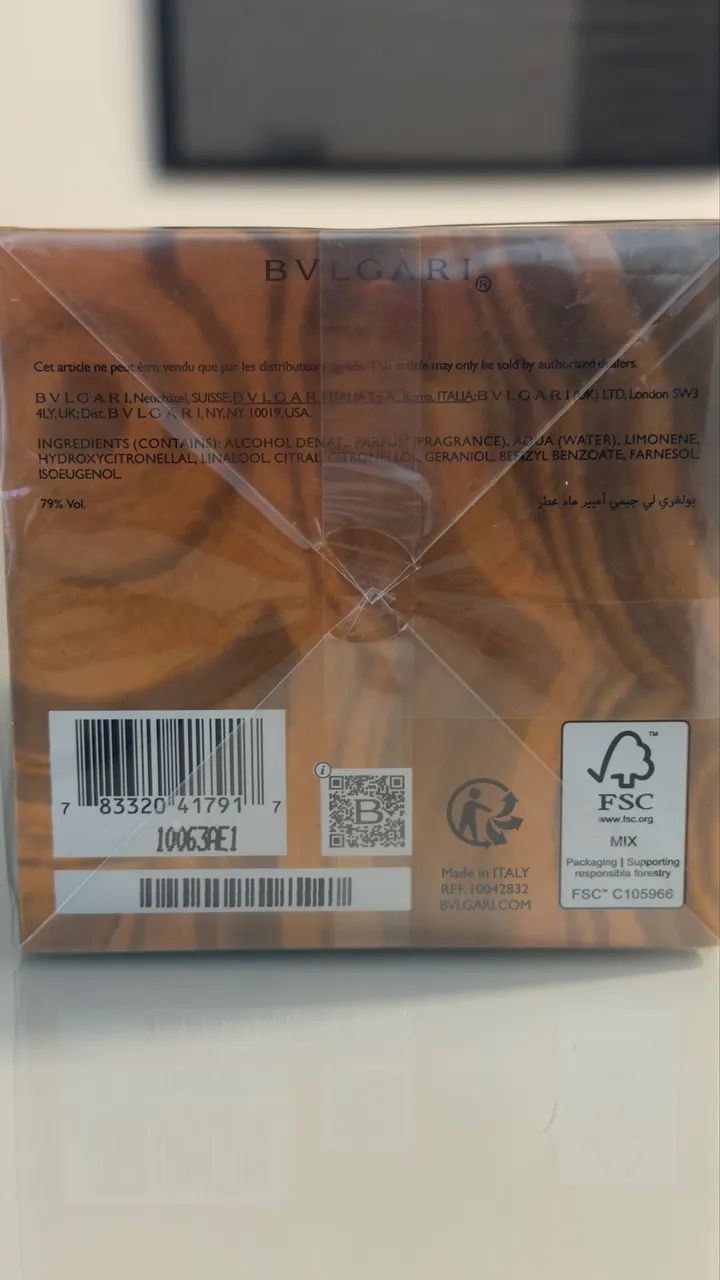 BVLGARI®
Cet article ne peut être vendu que par les distributeurs agréés. This article may only he sold by authorized dealers.
BVLGARI, Neuchâtel, SUISSE; BVLGARI ITALIA S.p.A., Roma, ITALIA; BVLGARI (UK) LTD, London SW3
4LY, UK; Dist. BVLGARI, NY, NY 10019, USA.
INGREDIENTS (CONTAINS): ALCOHOL DENAT., PARFUM (FRAGRANCE), AQUA (WATER), LIMONENE,
HYDROXYCITRONELLAL, LINALOOL, CITRAL, CITRONELLOL, GERANIOL, BENZYL BENZOATE, FARNESOL,
ISOEUGENOL.
79% Vol.
بولغري لي جيمي أمبير ماء عطر
7 83320 41791 7
10063AE1
i
B
Made in ITALY
REF. 10042832
BVLGARI.COM
FSC™
www.fsc.org
MIX
Packaging | Supporting
responsible forestry
FSC™ C105966